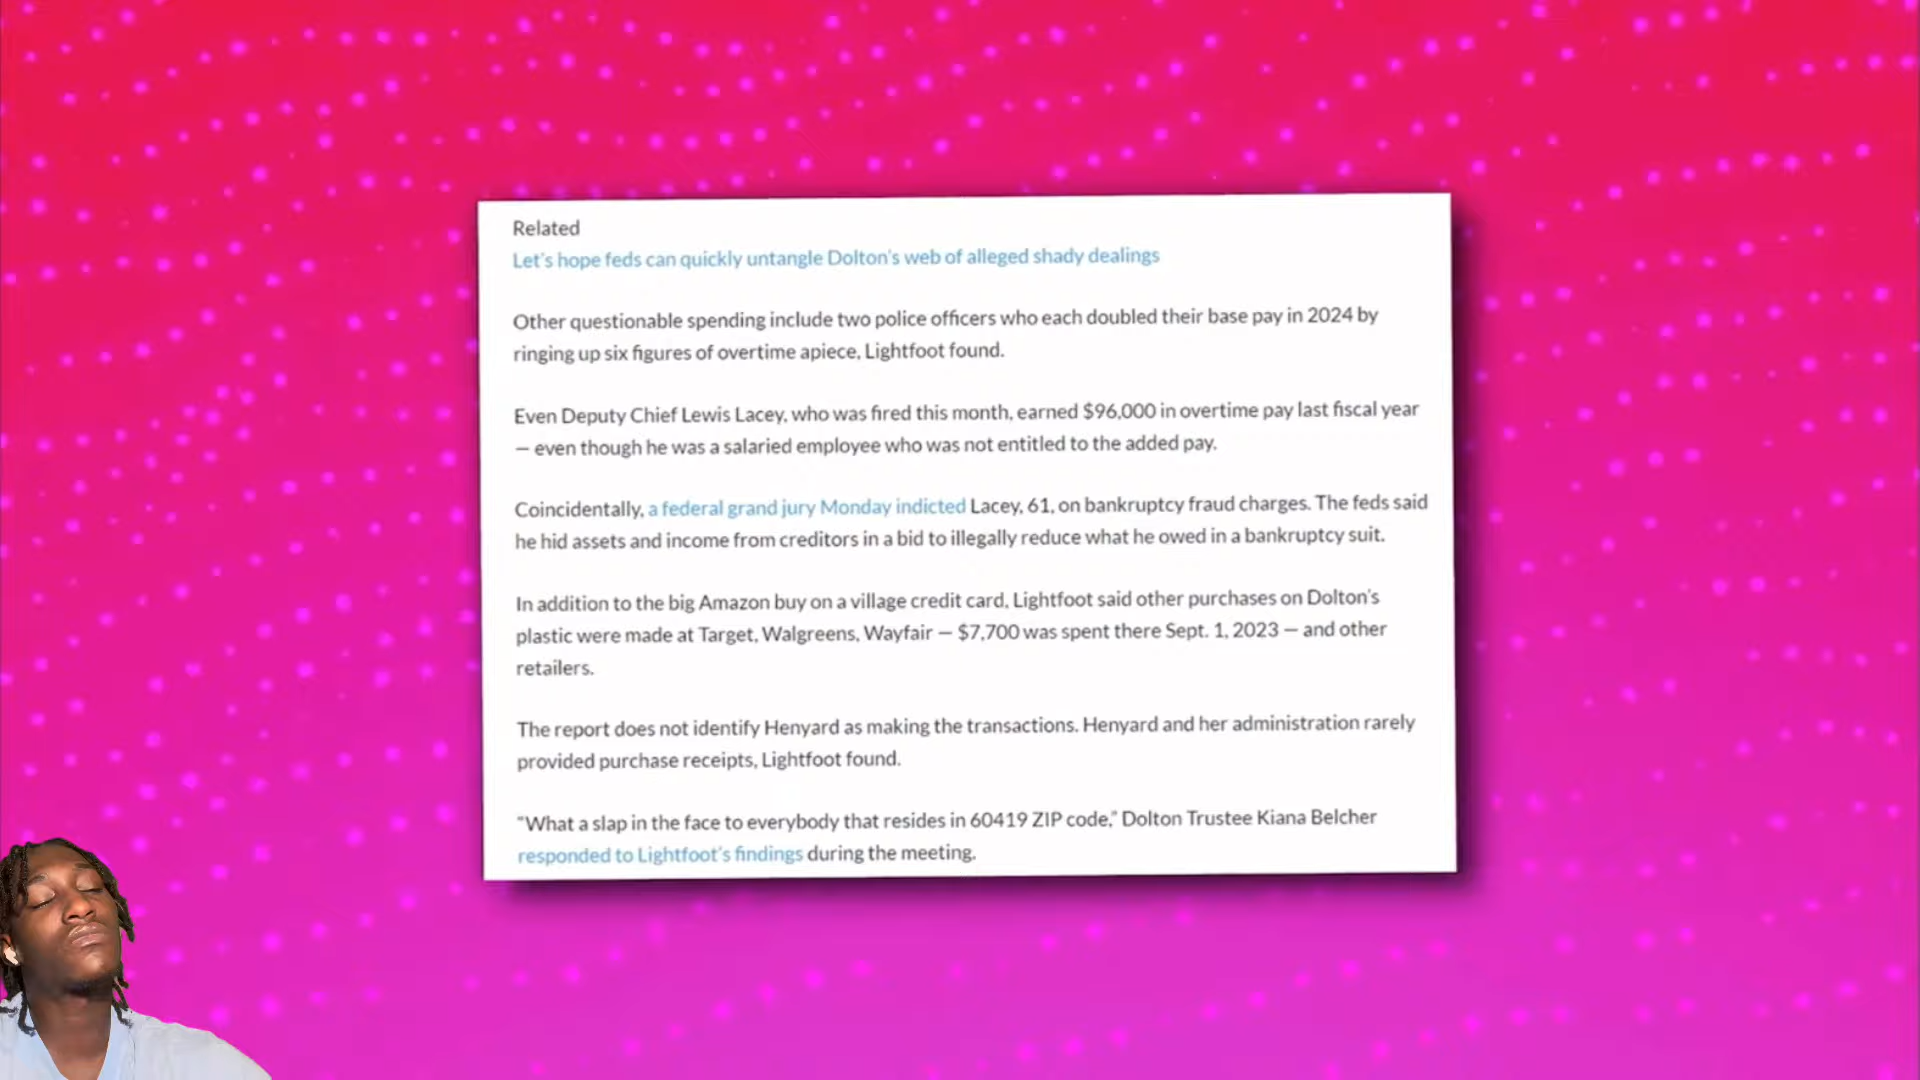 Related
Let's hope feds can quickly untangle Dolton's web of alleged shady dealings
Other questionable spending include two police officers who each doubled their base pay in 2024 by
ringing up six figures of overtime apiece, Lightfoot found.
Even Deputy Chief Lewis Lacey, who was fired this month, earned $96,000 in overtime pay last fiscal year
— even though he was a salaried employee who was not entitled to the added pay.
Coincidentally, a federal grand jury Monday indicted Lacey, 61, on bankruptcy fraud charges. The feds said
he hid assets and income from creditors in a bid to illegally reduce what he owed in a bankruptcy suit.
In addition to the big Amazon buy on a village credit card, Lightfoot said other purchases on Dolton's
plastic were made at Target, Walgreens, Wayfair — $7,700 was spent there Sept. 1, 2023 — and other
retailers.
The report does not identify Henyard as making the transactions. Henyard and her administration rarely
provided purchase receipts, Lightfoot found.
"What a slap in the face to everybody that resides in 60419 ZIP code," Dolton Trustee Kiana Belcher
responded to Lightfoot's findings during the meeting.